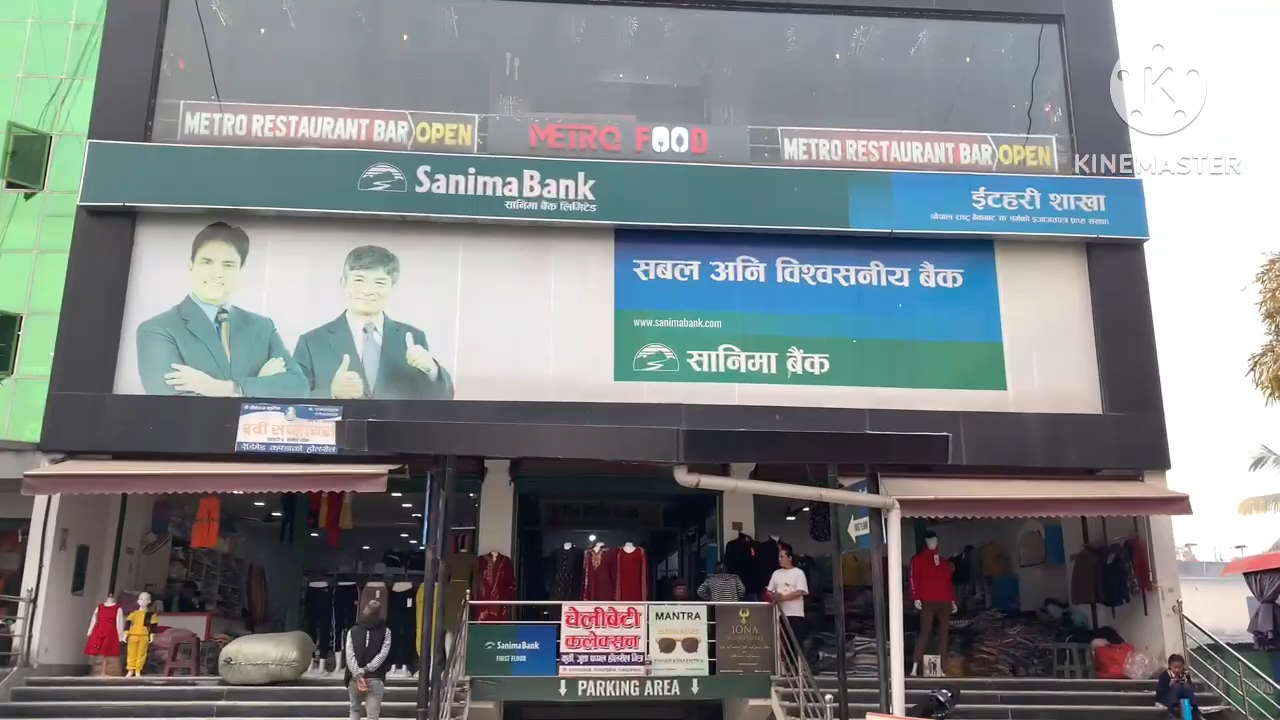 METRO RESTAURANT BAR OPEN
METRO FOOD
METRO RESTAURANT BAR OPEN
KINEMASTER
SanimaBank
सानिमा बैंक लिमिटेड
ईटहरी शाखा
सबल अनि विश्वसनीय बैंक
www.sanimabank.com
सानिमा बैंक
चेलीबेटी
कलेक्सन
SanimaBank
FIRST FLOOR
MANTRA
IONA
PARKING AREA